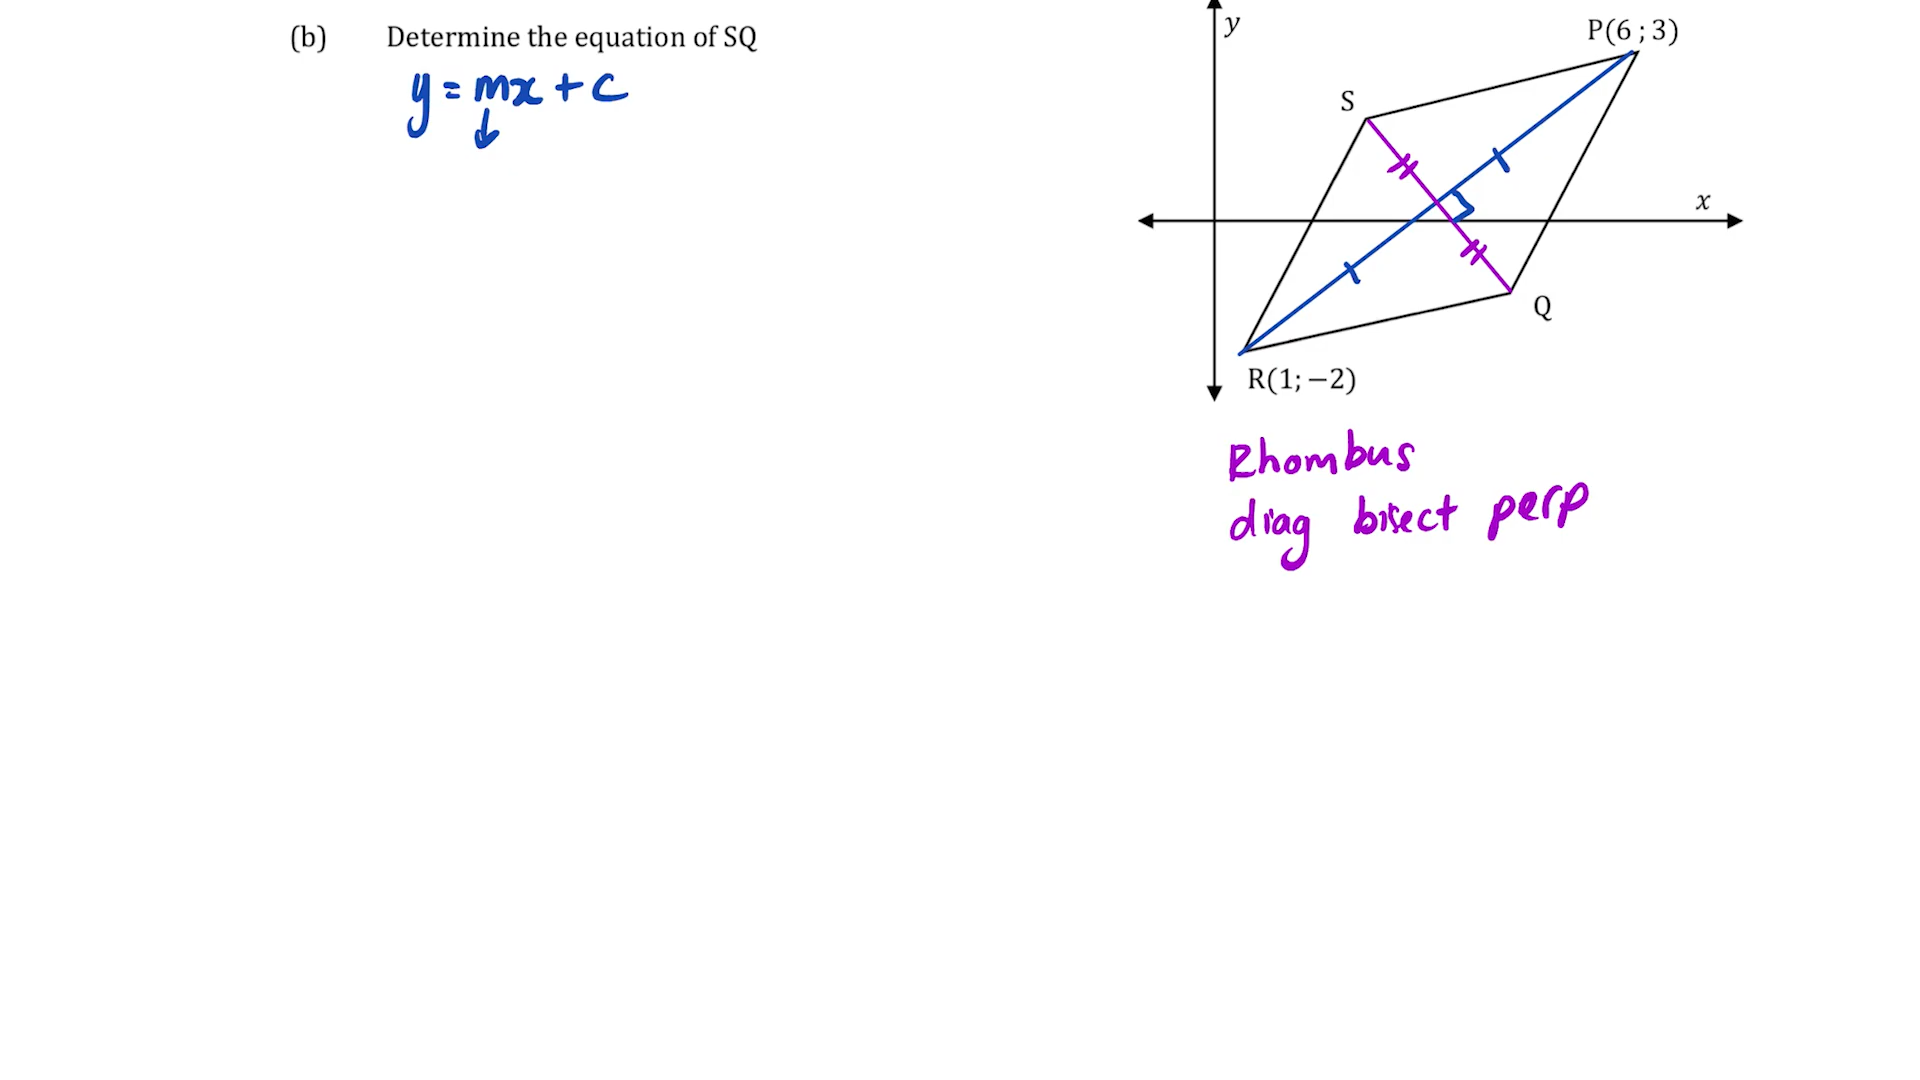 (b) Determine the equation of SQ
y = mx + c
y
P(6 ; 3)
S
x
Q
R(1; −2)
Rhombus
diag bisect perp